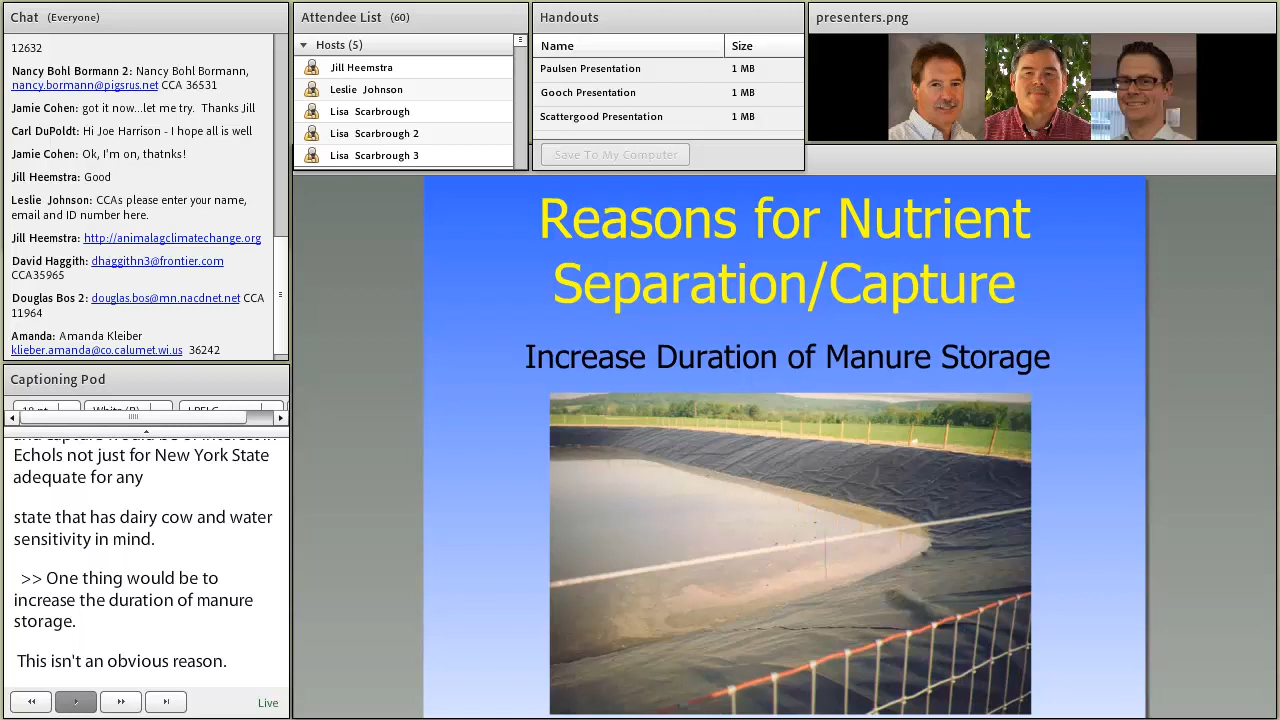 Chat (Everyone)
12632
Nancy Bohl Bormann 2: Nancy Bohl Bormann,
nancy.bormann@pigsrus.net CCA 36531
Jamie Cohen: got it now...let me try. Thanks Jill
Carl DuPoldt: Hi Joe Harrison - I hope all is well
Jamie Cohen: Ok, I'm on, thatnks!
Jill Heemstra: Good
Leslie Johnson: CCAs please enter your name,
email and ID number here.
Jill Heemstra: http://animalagclimatechange.org
David Haggith: dhaggithn3@frontier.com
CCA35965
Douglas Bos 2: douglas.bos@mn.nacdnet.net CCA
11964
Amanda: Amanda Kleiber
klieber.amanda@co.calumet.wi.us 36242
Captioning Pod
Echols not just for New York State
adequate for any
state that has dairy cow and water
sensitivity in mind.
>> One thing would be to
increase the duration of manure
storage.
This isn't an obvious reason.
Live
Attendee List (60)
Hosts (5)
Jill Heemstra
Leslie Johnson
Lisa Scarbrough
Lisa Scarbrough 2
Lisa Scarbrough 3
Handouts
Name Size
Paulsen Presentation 1 MB
Gooch Presentation 1 MB
Scattergood Presentation 1 MB
Save To My Computer
presenters.png
Reasons for Nutrient
Separation/Capture
Increase Duration of Manure Storage